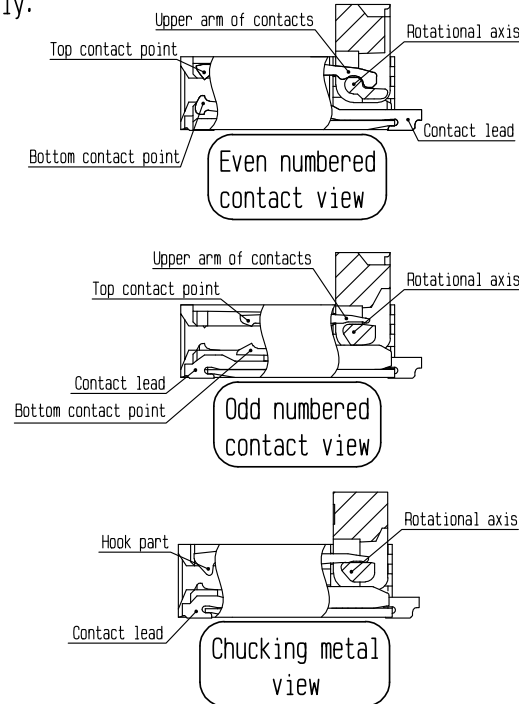 ly.
Upper arm of contacts
Rotational axis
Top contact point
Contact lead
Bottom contact point
Even numbered
contact view
Upper arm of contacts
Rotational axis
Top contact point
Contact lead
Bottom contact point
Odd numbered
contact view
Rotational axis
Hook part
Contact lead
Chucking metal
view